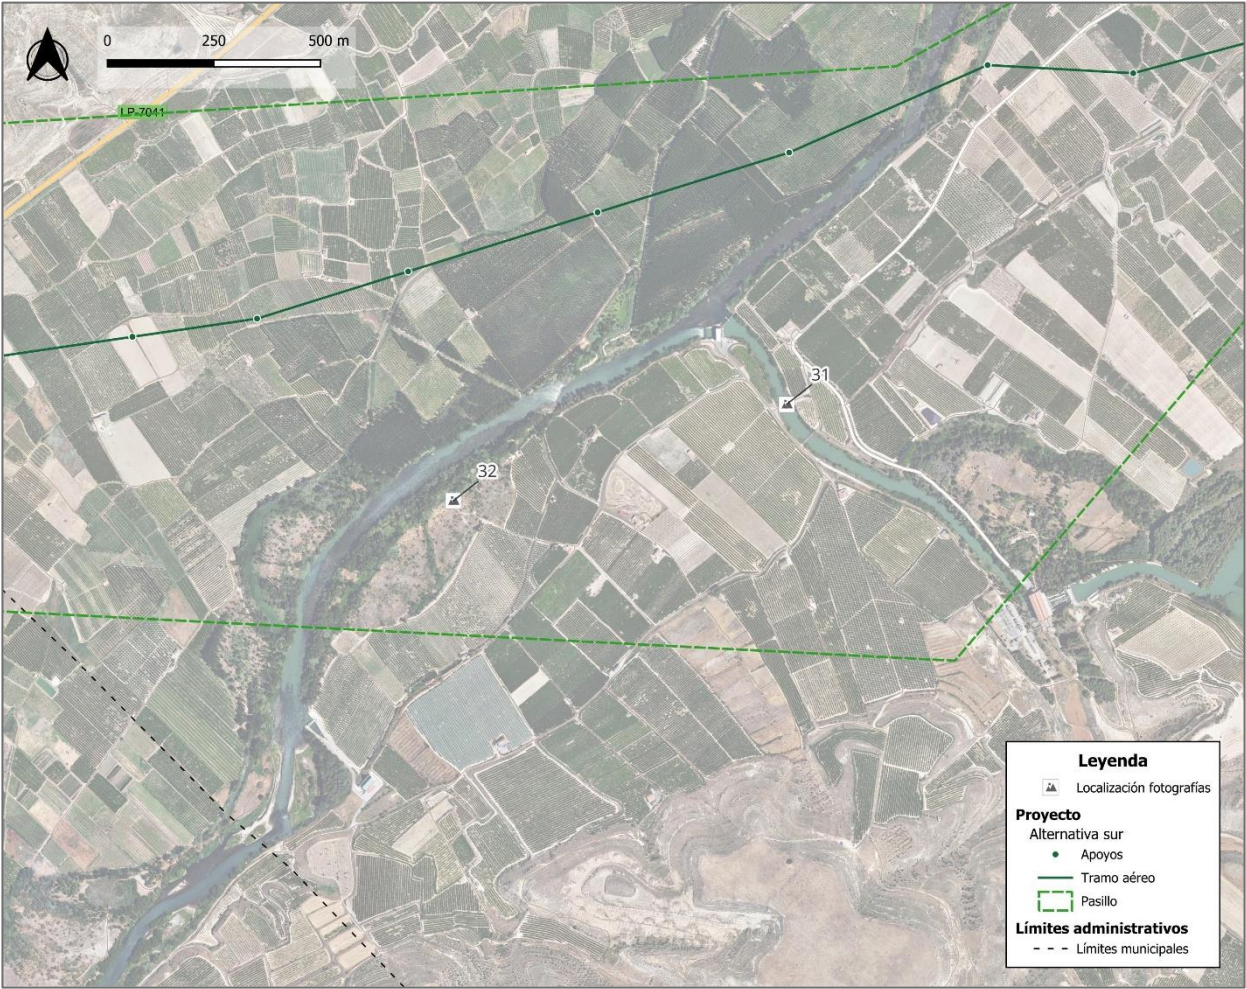 0 250 500 m
LP-7041
31
32
Leyenda
Localización fotografías
Proyecto
Alternativa sur
Apoyos
Tramo aéreo
Pasillo
Límites administrativos
Límites municipales